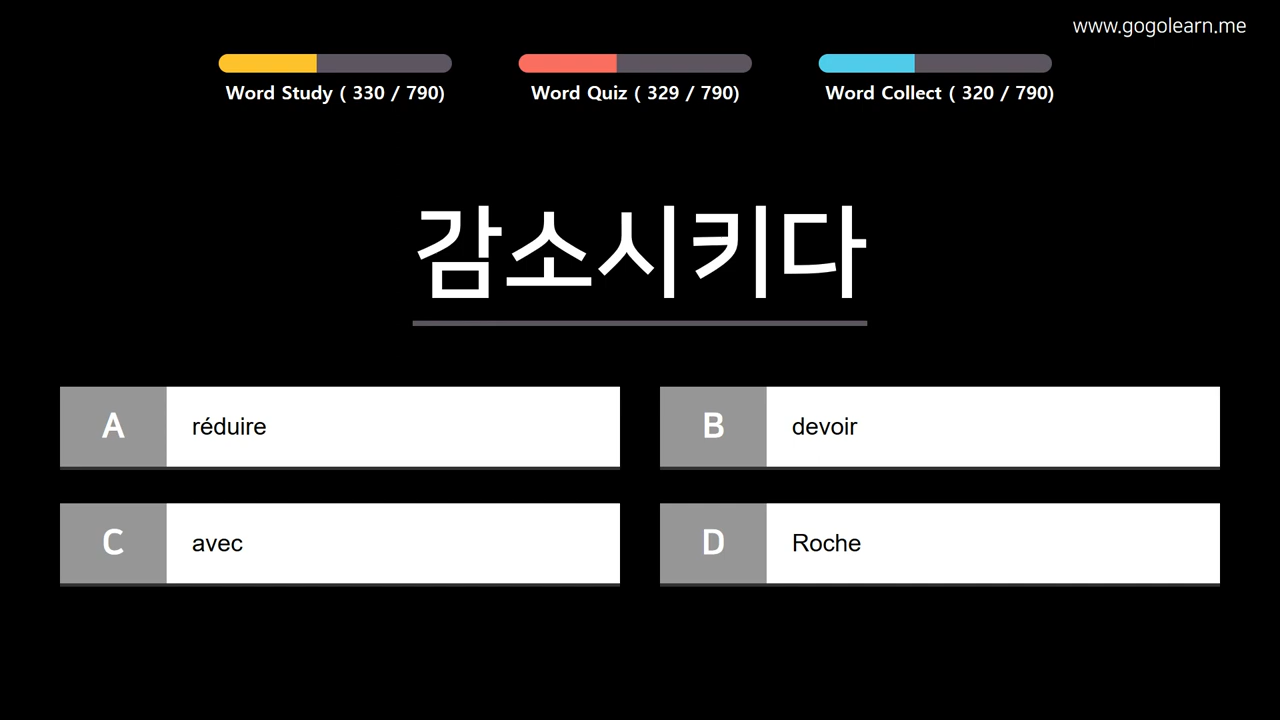 www.gogolearn.me
Word Study ( 330 / 790)
Word Quiz ( 329 / 790)
Word Collect ( 320 / 790)
감소시키다
A réduire
B devoir
C avec
D Roche